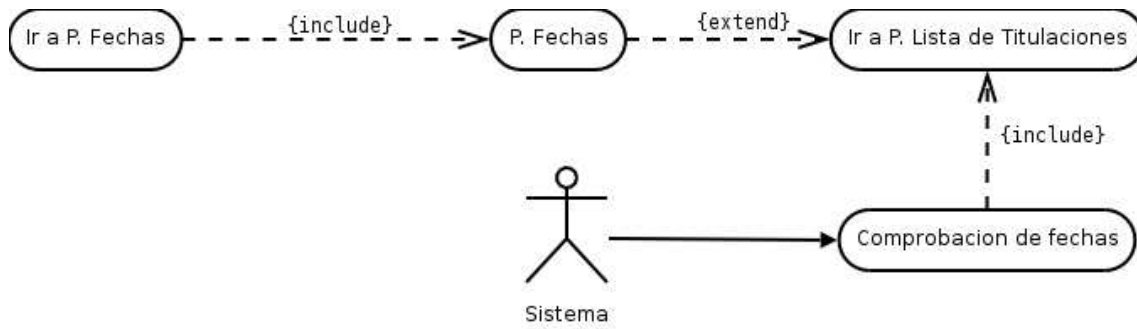 Ir a P. Fechas
{include}
P. Fechas
{extend}
Ir a P. Lista de Titulaciones
{include}
Comprobacion de fechas
Sistema